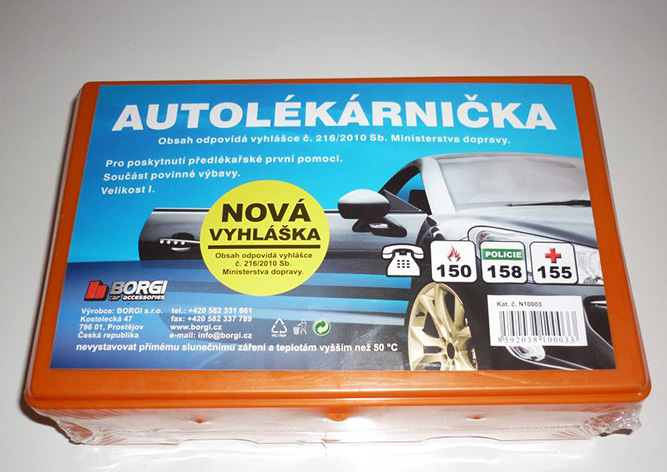 AUTOLÉKÁRNIČKA
Obsah odpovídá vyhlášce č. 216/2010 Sb. Ministerstva dopravy.
Pro poskytnutí předlékařské první pomoci.
Součást povinné výbavy.
Velikost I.
NOVÁ
VYHLÁŠKA
Obsah odpovídá vyhlášce
č. 216/2010 Sb.
Ministerstva dopravy.
150
POLICIE
158
155
BORGI
car accessories
Výrobce: BORGI s.r.o.
Kostelecká 47
796 01, Prostějov
Česká republika
tel.: +420 582 331 881
fax: +420 582 337 789
www.borgi.cz
e-mail: info@borgi.cz
nevystavovat přímému slunečnímu záření a teplotám vyšším než 50 °C
Kat. č. N10003
8 592038 100033